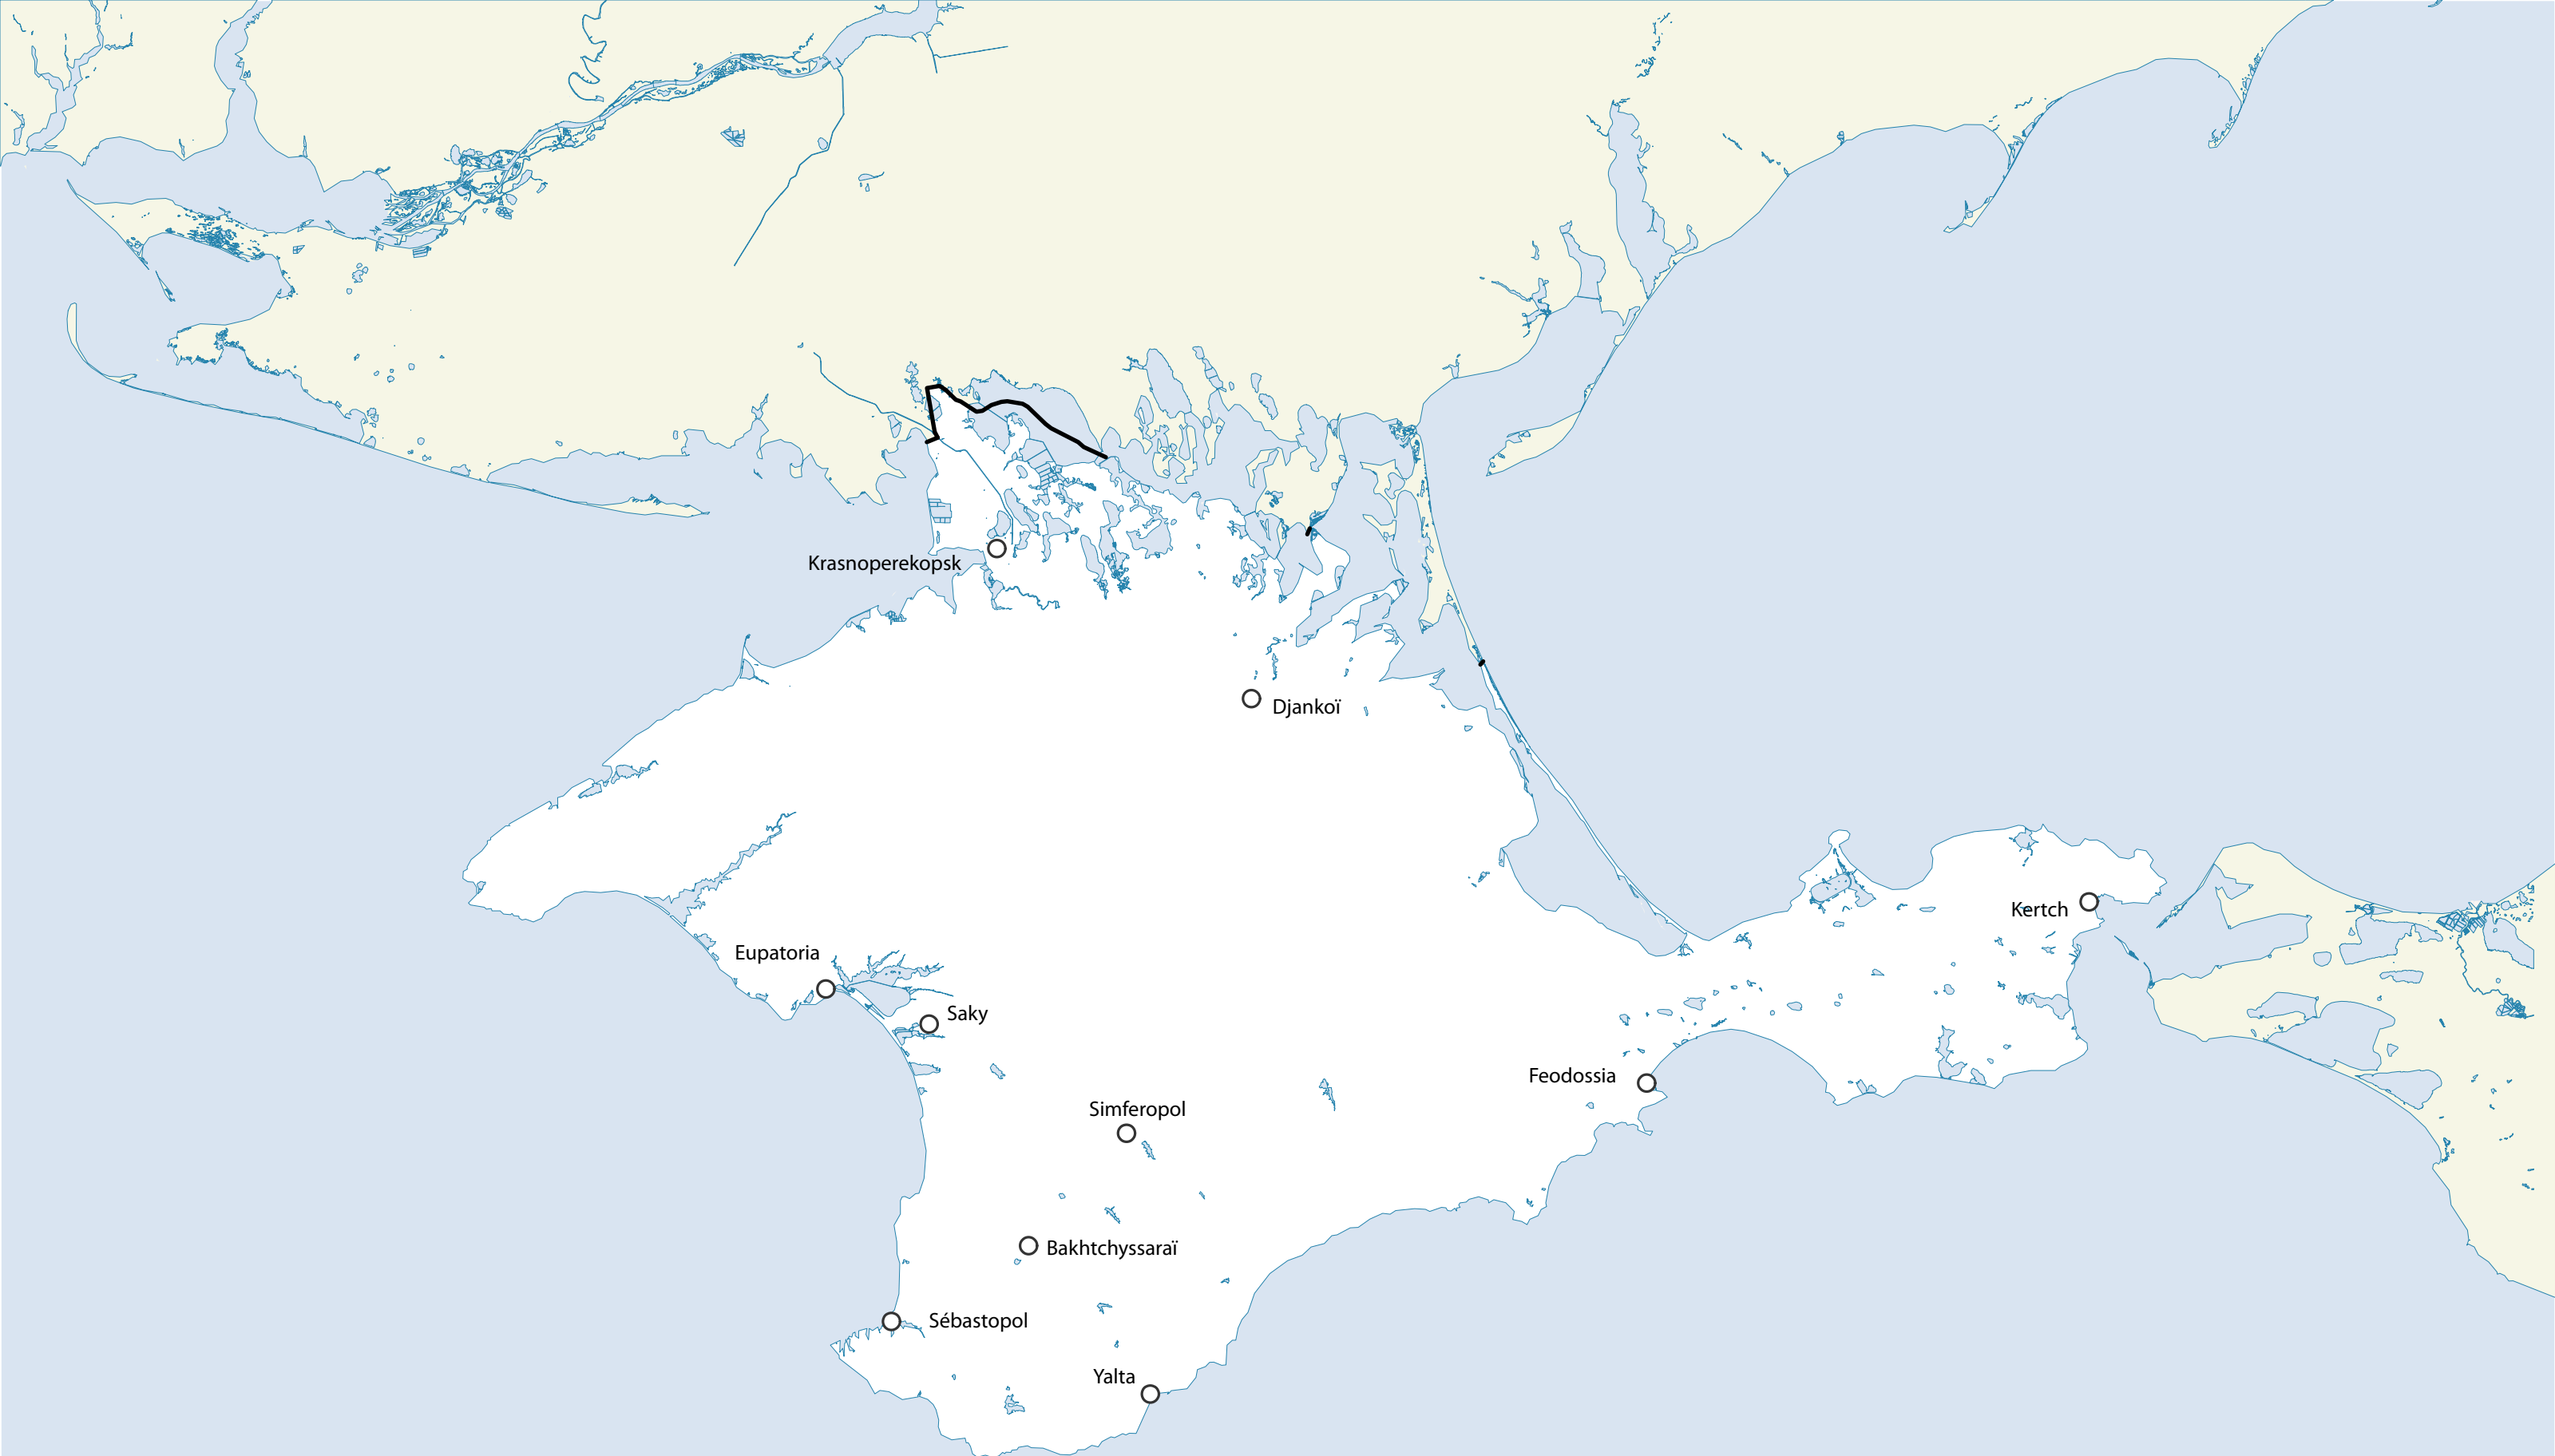 Krasnoperekopsk
Djankoï
Kertch
Eupatoria
Saky
Feodossia
Simferopol
Bakhtchyssaraï
Sébastopol
Yalta